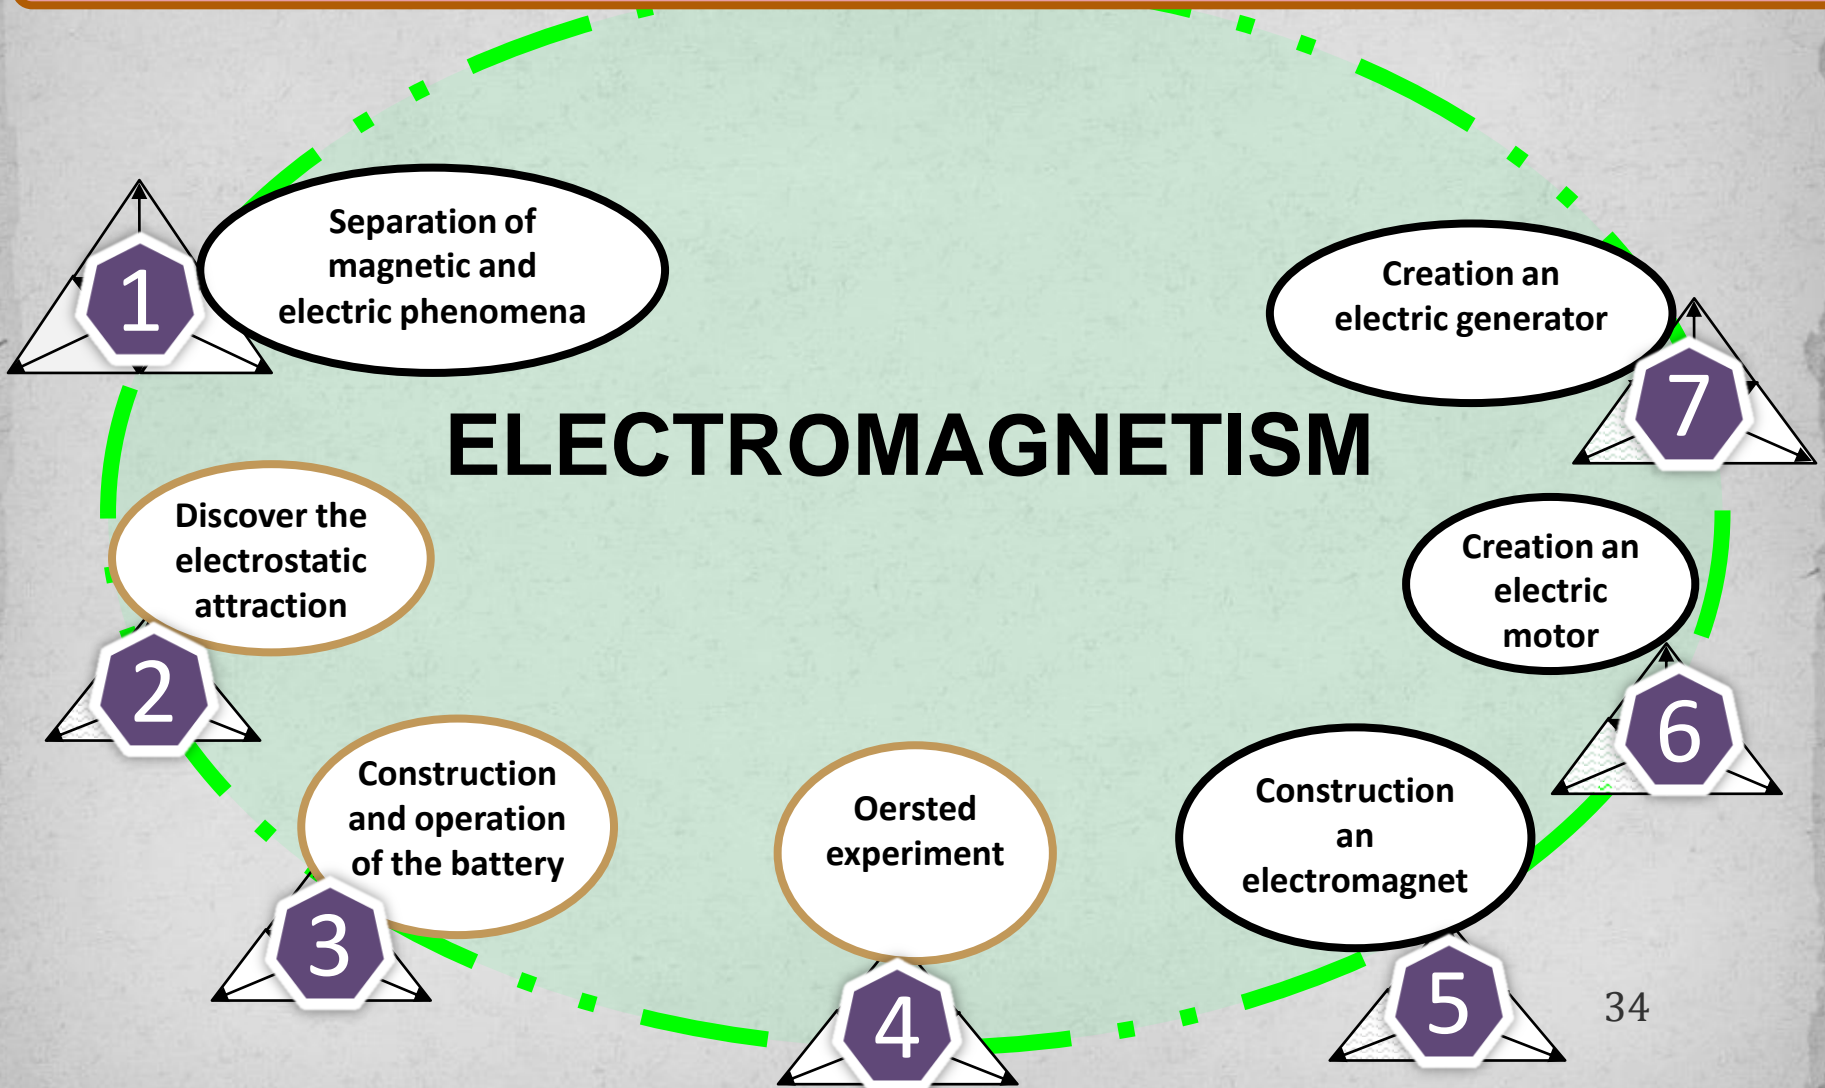 1
Separation of
magnetic and
electric phenomena
ELECTROMAGNETISM
2
Discover the
electrostatic
attraction
3
Construction
and operation
of the battery
4
Oersted
experiment
5
Construction
an
electromagnet
6
Creation an
electric
motor
7
Creation an
electric generator
34